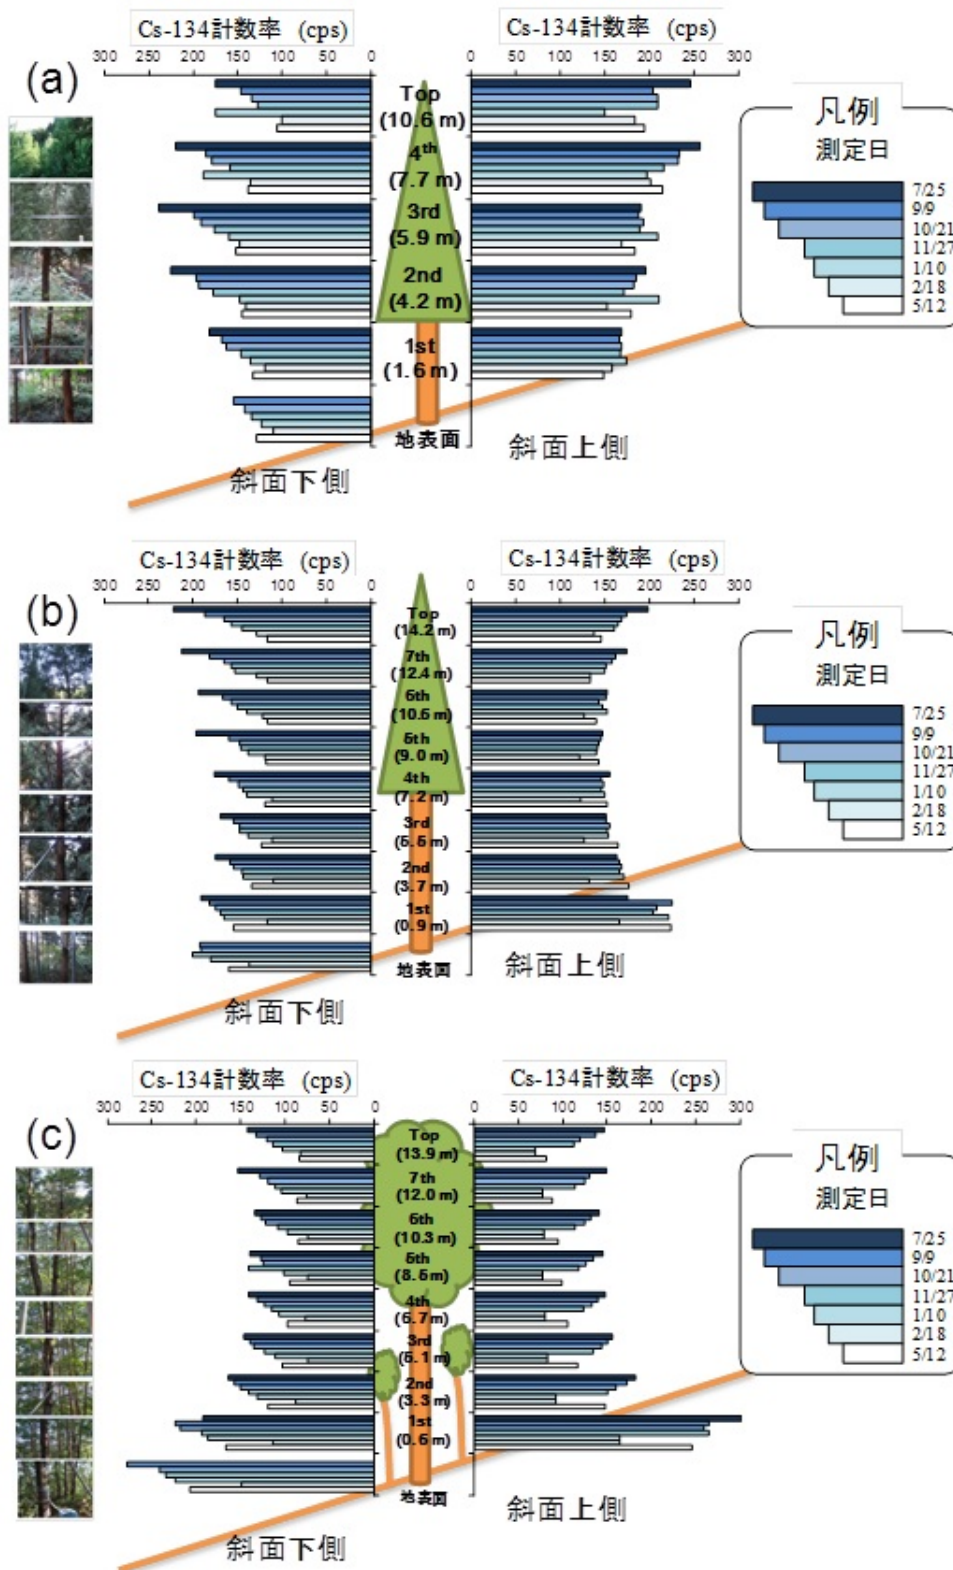 Cs-134計数率 (cps)
Cs-134計数率 (cps)
300 250 200 150 100 50 0
0 50 100 150 200 250 300
(a)
Top
(10.6 m)
4th
(7.7 m)
3rd
(5.9 m)
2nd
(4.2 m)
1st
(1.6 m)
地表面
斜面下側
斜面上側
凡例
測定日
7/25
9/9
10/21
11/27
1/10
2/18
5/12
Cs-134計数率 (cps)
Cs-134計数率 (cps)
300 250 200 150 100 50 0
0 50 100 150 200 250 300
(b)
Top
(14.2 m)
7th
(12.4 m)
6th
(10.6 m)
5th
(9.0 m)
4th
(7.2 m)
3rd
(5.5 m)
2nd
(3.7 m)
1st
(0.9 m)
地表面
斜面下側
斜面上側
凡例
測定日
7/25
9/9
10/21
11/27
1/10
2/18
5/12
Cs-134計数率 (cps)
Cs-134計数率 (cps)
300 250 200 150 100 50 0
0 50 100 150 200 250 300
(c)
Top
(13.9 m)
7th
(12.0 m)
6th
(10.3 m)
5th
(8.5 m)
4th
(6.7 m)
3rd
(5.1 m)
2nd
(3.3 m)
1st
(0.6 m)
地表面
斜面下側
斜面上側
凡例
測定日
7/25
9/9
10/21
11/27
1/10
2/18
5/12